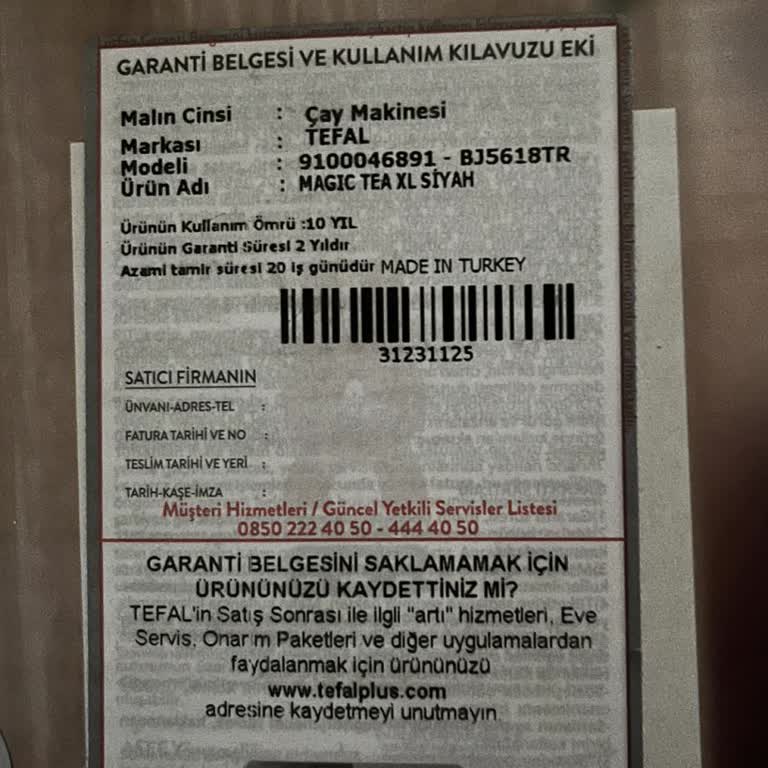 GARANTİ BELGESİ VE KULLANIM KILAVUZU EKİ
Malın Cinsi : Çay Makinesi
Markası : TEFAL
Modeli : 9100046891 - BJ5618TR
Ürün Adı : MAGIC TEA XL SİYAH
Ürünün Kullanım Ömrü :10 YIL
Ürünün Garanti Süresi 2 Yıldır
Azami tamir süresi 20 iş günüdür MADE IN TURKEY
31231125
SATICI FİRMANIN
ÜNVANI-ADRES-TEL :
FATURA TARİHİ VE NO :
TESLİM TARİHİ VE YERİ :
TARİH-KAŞE-İMZA :
Müşteri Hizmetleri / Güncel Yetkili Servisler Listesi
0850 222 40 50 - 444 40 50
GARANTİ BELGESİNİ SAKLAMAMAK İÇİN
ÜRÜNÜNÜZÜ KAYDETTİNİZ Mİ?
TEFAL'in Satış Sonrası ile ilgli "artı" hizmetleri, Eve
Servis, Onarım Paketleri ve diğer uygulamalardan
faydalanmak için ürününüzü
www.tefalplus.com
adresine kaydetmeyi unutmayın.